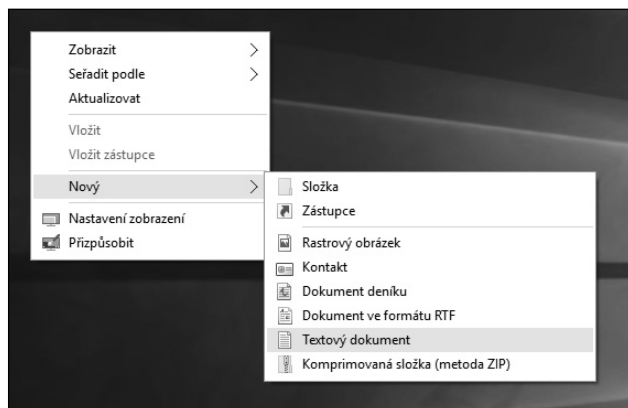 Zobrazit
Seřadit podle
Aktualizovat
Vložit
Vložit zástupce
Nový
Nastavení zobrazení
Přizpůsobit
Složka
Zástupce
Rastrový obrázek
Kontakt
Dokument deníku
Dokument ve formátu RTF
Textový dokument
Komprimovaná složka (metoda ZIP)